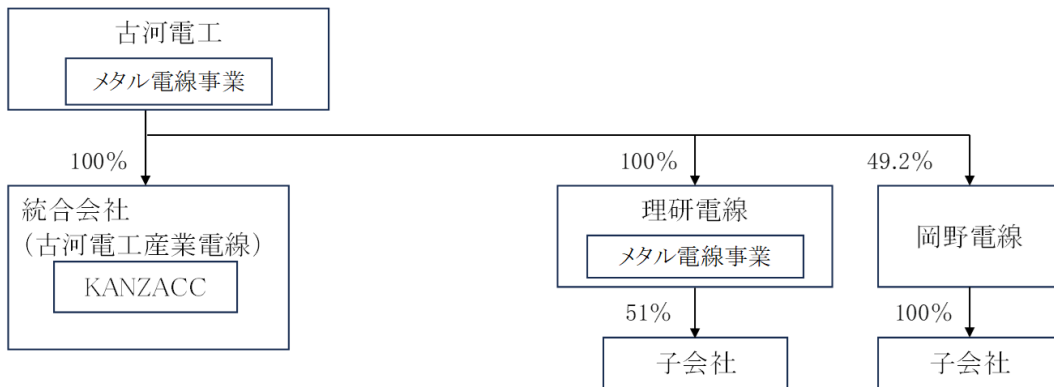 古河電工
メタル電線事業
100%
100%
49.2%
統合会社
（古河電工産業電線）
KANZACC
理研電線
メタル電線事業
岡野電線
51%
100%
子会社
子会社